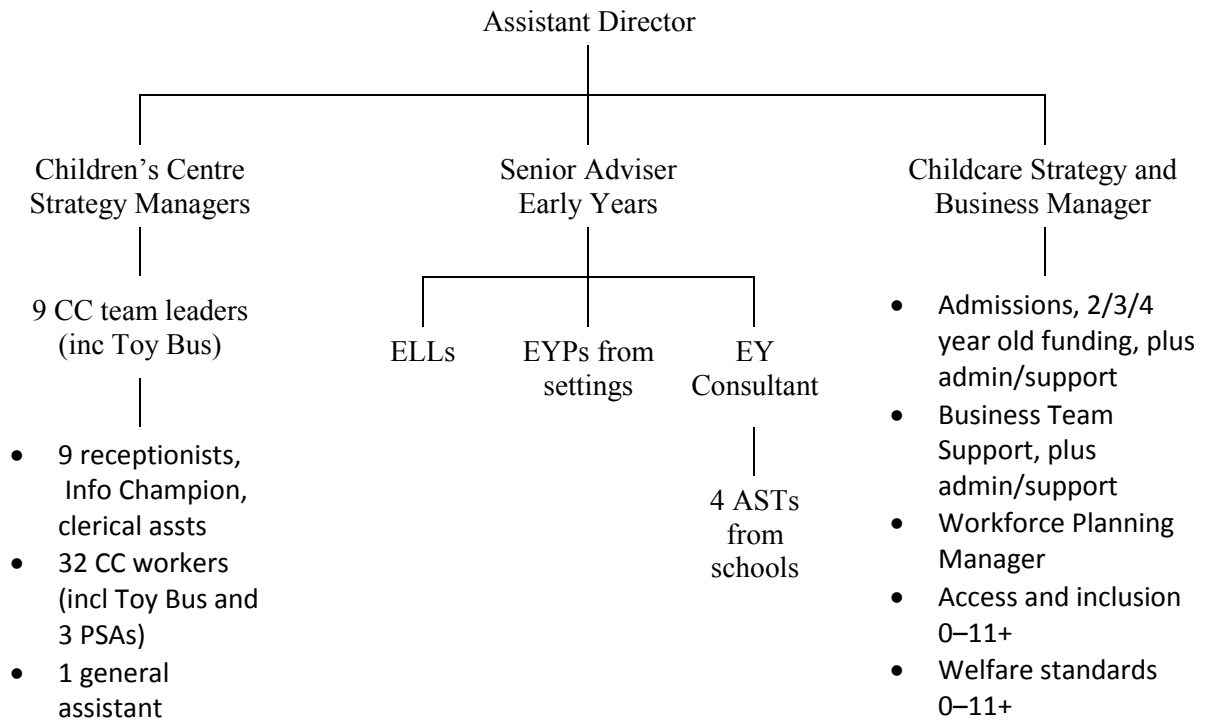 Assistant Director
Children’s Centre
Strategy Managers
Senior Adviser
Early Years
Childcare Strategy and
Business Manager
9 CC team leaders
(inc Toy Bus)
ELLs
EYPs from
settings
EY
Consultant
4 ASTs
from
schools
• 9 receptionists,
Info Champion,
clerical assts
• 32 CC workers
(incl Toy Bus and
3 PSAs)
• 1 general
assistant
• Admissions, 2/3/4
year old funding, plus
admin/support
• Business Team
Support, plus
admin/support
• Workforce Planning
Manager
• Access and inclusion
0–11+
• Welfare standards
0–11+